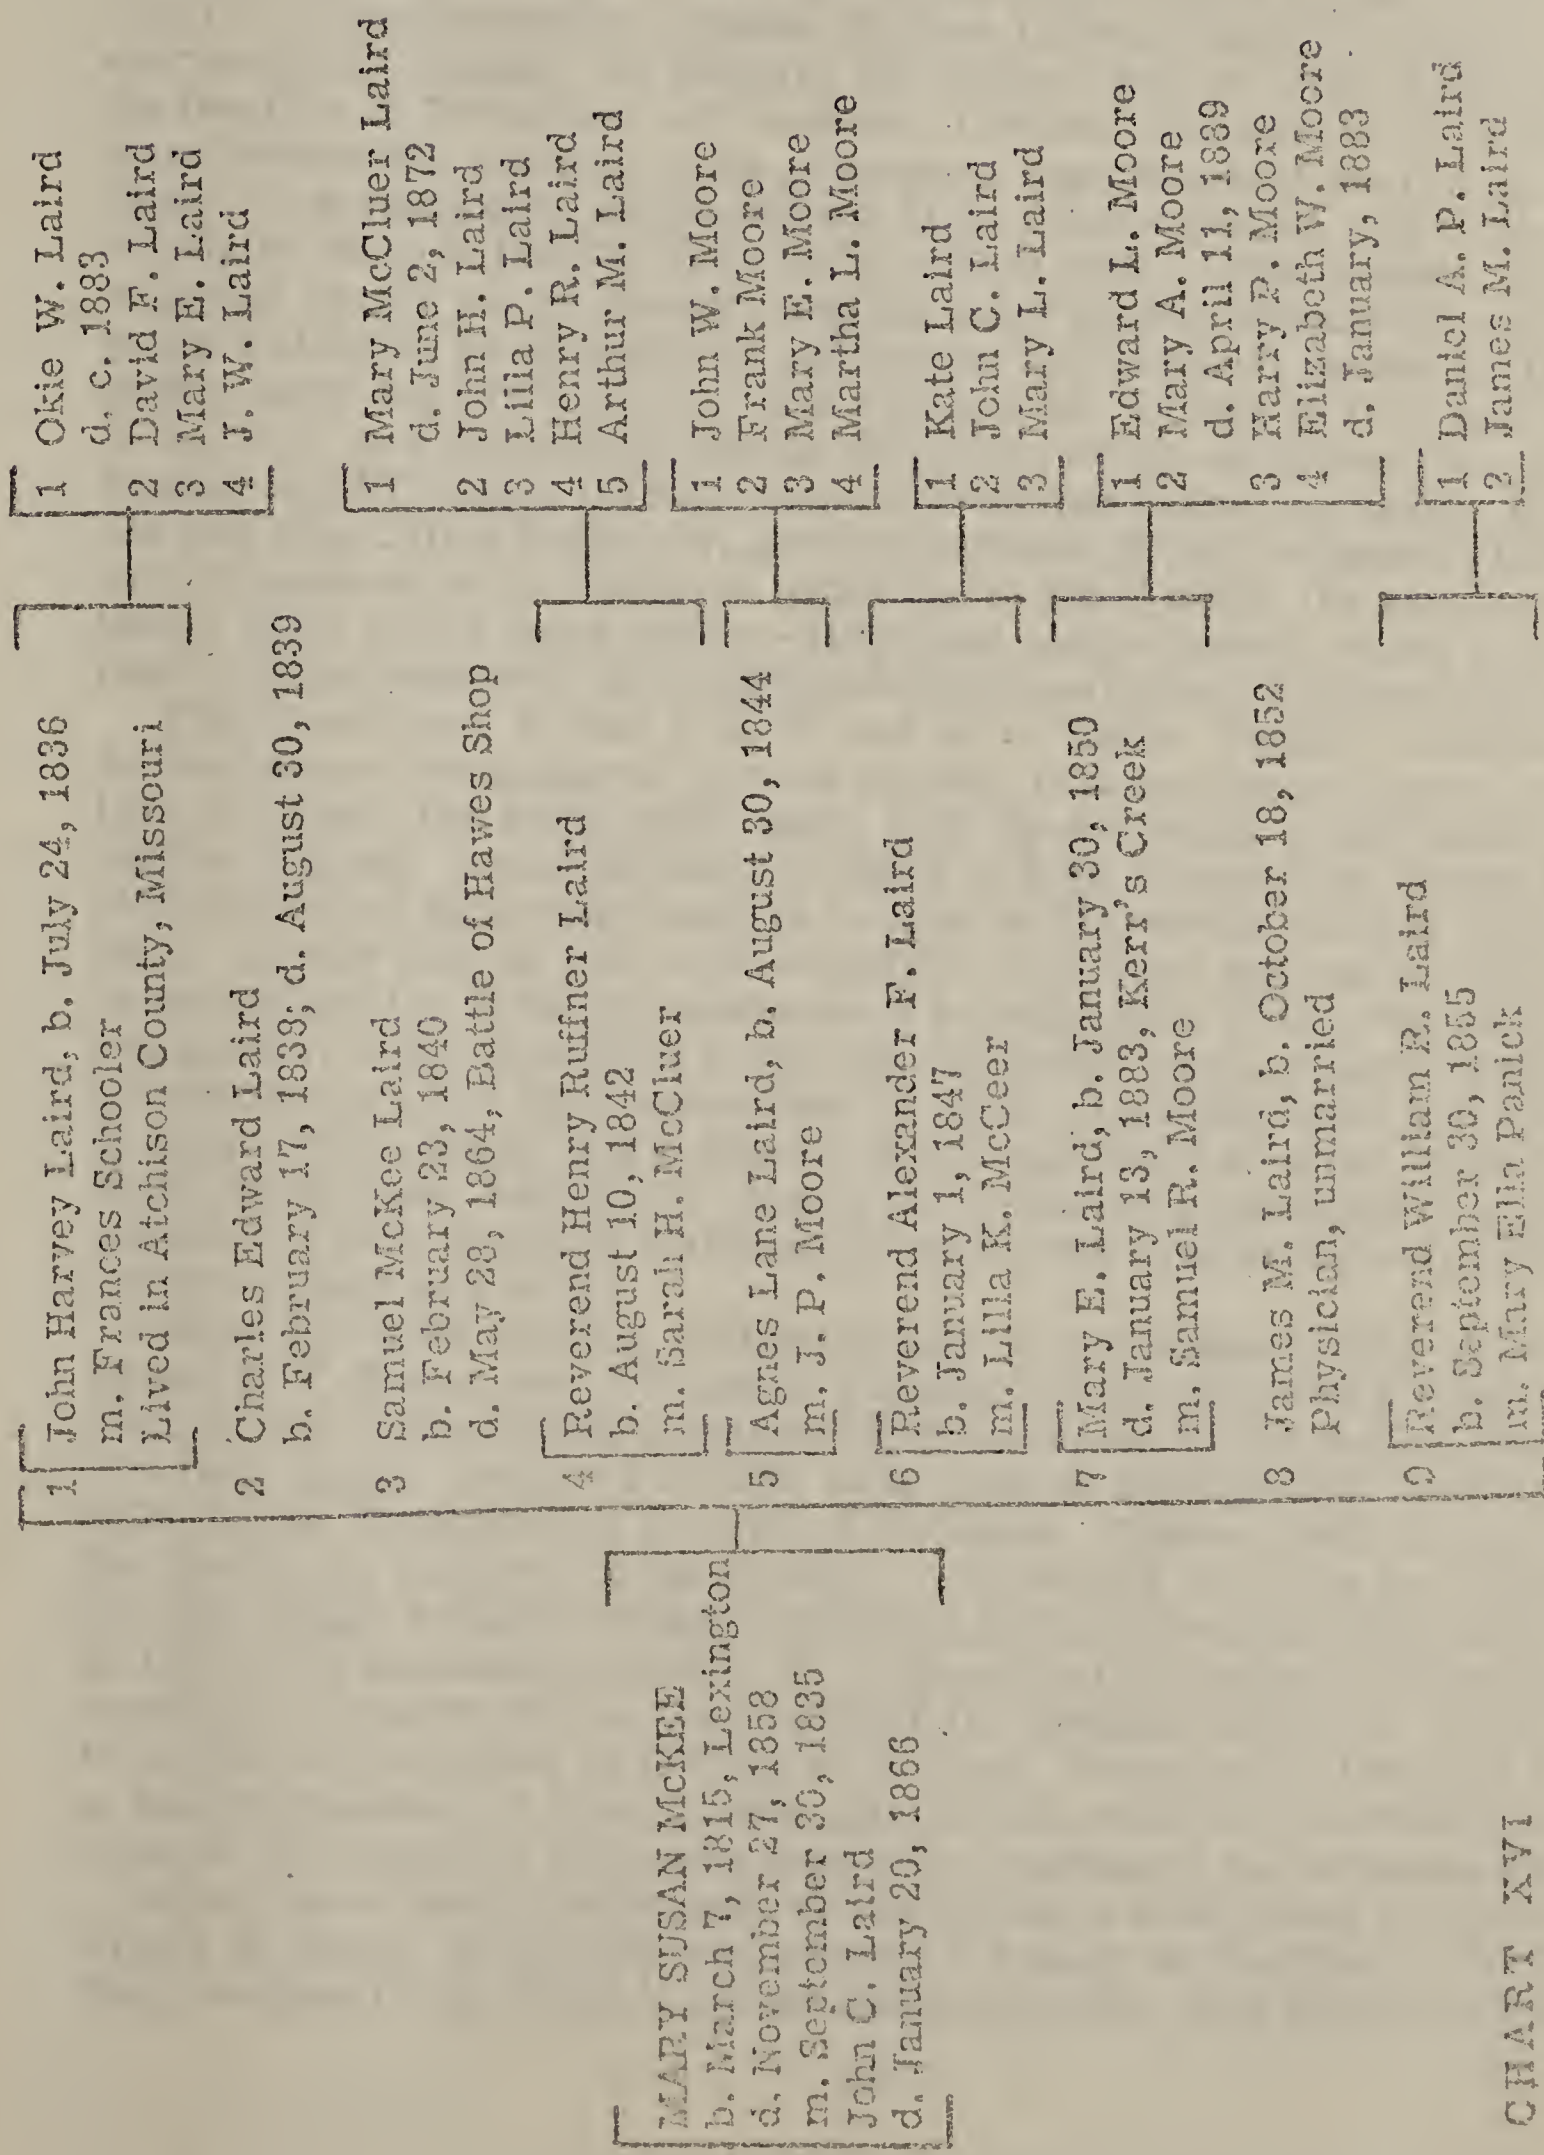 MARY SUSAN McKEE
b. March 7, 1815, Lexington
d. November 27, 1858
m. September 30, 1835
John C. Laird
d. January 20, 1866
1 John Harvey Laird, b. July 24, 1836
m. Frances Schooler
Lived in Atchison County, Missouri
2 Charles Edward Laird
b. February 17, 1838; d. August 30, 1839
3 Samuel McKee Laird
b. February 23, 1840
d. May 28, 1864, Battle of Hawes Shop
4 Reverend Henry Ruffner Laird
b. August 10, 1842
m. Sarah H. McCluer
5 Agnes Lane Laird, b. August 30, 1844
m. J. P. Moore
6 Reverend Alexander F. Laird
b. January 1, 1847
m. Lilla K. McCeer
7 Mary E. Laird, b. January 30, 1850
d. January 13, 1883, Kerr's Creek
m. Samuel R. Moore
8 James M. Laird, b. October 18, 1852
Physician, unmarried
9 Reverend William R. Laird
b. September 30, 1855
m. Mary Ella Panick
1 Okie W. Laird
d. c. 1883
2 David F. Laird
3 Mary E. Laird
4 J. W. Laird
1 Mary McCluer Laird
d. June 2, 1872
2 John H. Laird
3 Lilla P. Laird
4 Henry R. Laird
5 Arthur M. Laird
1 John W. Moore
2 Frank Moore
3 Mary E. Moore
4 Martha L. Moore
1 Kate Laird
2 John C. Laird
3 Mary L. Laird
1 Edward L. Moore
2 Mary A. Moore
d. April 11, 1889
3 Harry P. Moore
4 Elizabeth W. Moore
d. January, 1883
1 Daniel A. P. Laird
2 James M. Laird
CHART XVI